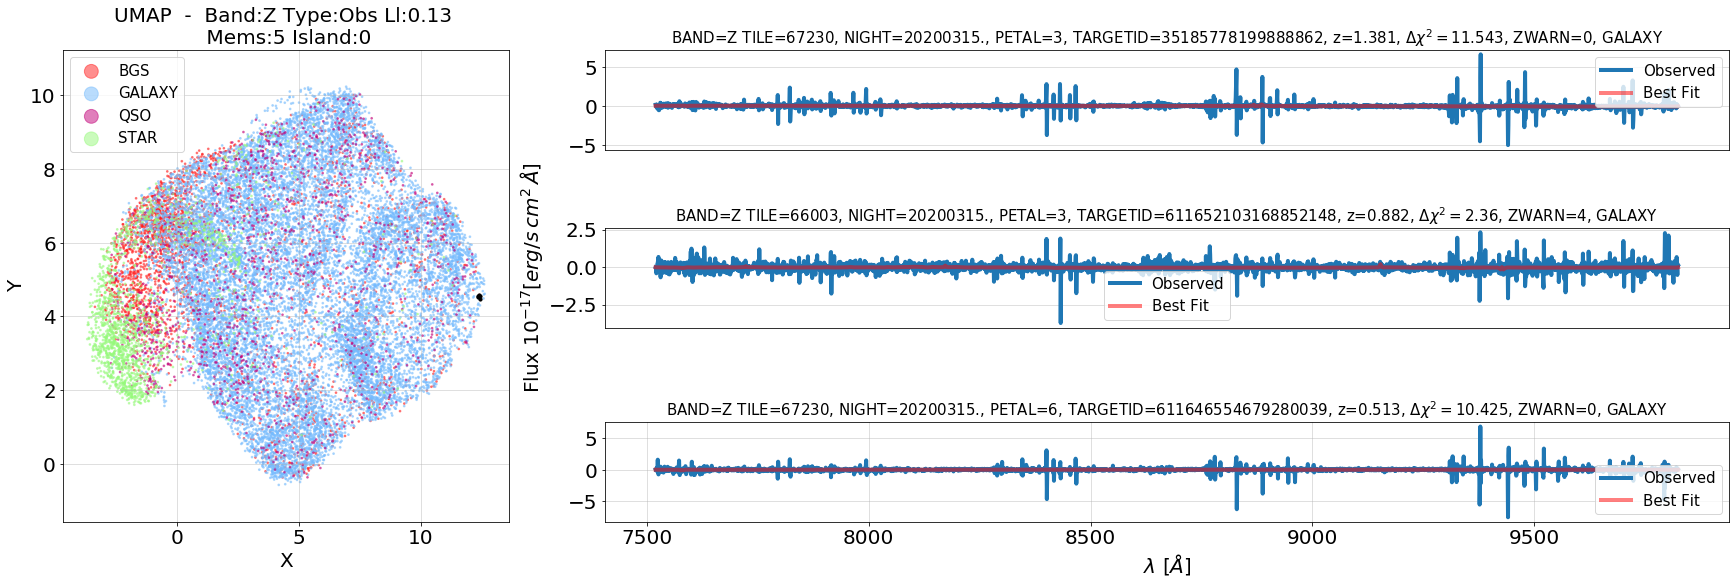 UMAP  -  Band:Z Type:Obs Ll:0.13
Mems:5 Island:0
BGS
GALAXY
QSO
STAR
10
8
6
4
2
0
Y
0
5
10
X
Flux 10⁻¹⁷[erg/s cm² Å]
BAND=Z TILE=67230, NIGHT=20200315., PETAL=3, TARGETID=35185778199888862, z=1.381, Δχ² = 11.543, ZWARN=0, GALAXY
5
0
−5
Observed
Best Fit
BAND=Z TILE=66003, NIGHT=20200315., PETAL=3, TARGETID=611652103168852148, z=0.882, Δχ² = 2.36, ZWARN=4, GALAXY
2.5
0.0
−2.5
Observed
Best Fit
BAND=Z TILE=67230, NIGHT=20200315., PETAL=6, TARGETID=611646554679280039, z=0.513, Δχ² = 10.425, ZWARN=0, GALAXY
5
0
−5
Observed
Best Fit
7500
8000
8500
9000
9500
λ [Å]